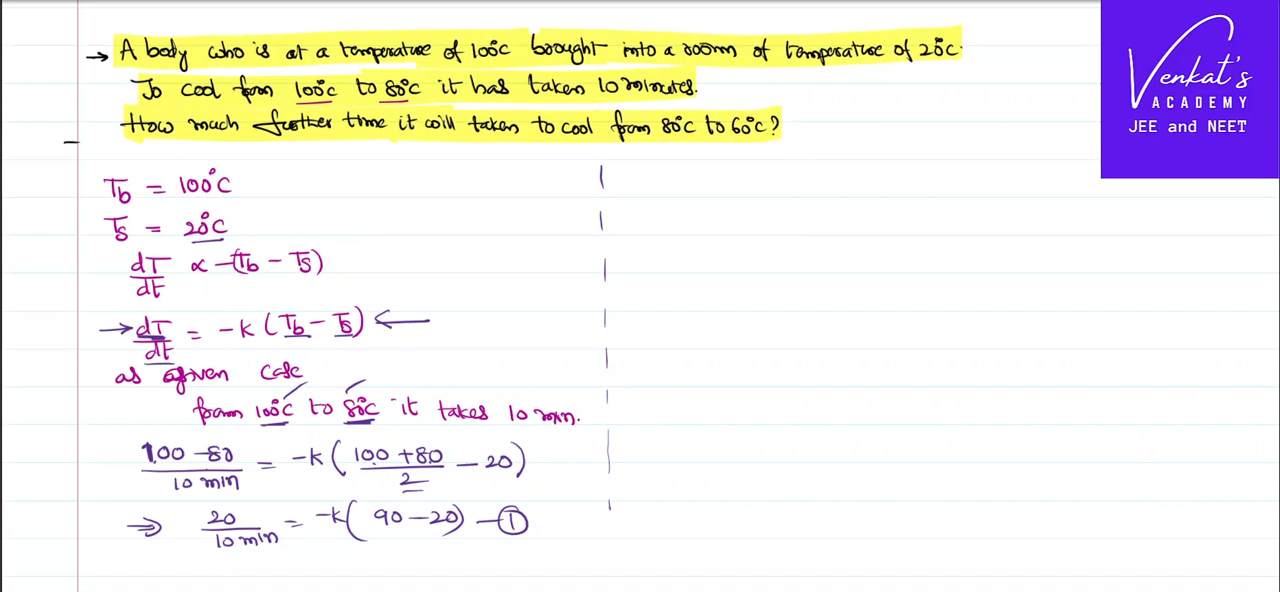 → A body who is at a temperature of 100°C brought into a room of temperature of 20°C.
To cool from 100°C to 80°C it has taken 10 minutes.
How much further time it will taken to cool from 80°C to 60°C?
Venkat's
ACADEMY
JEE and NEET
Tb = 100°C
Ts = 20°C
dT/dt ∝ -(Tb - Ts)
→ dT/dt = -K (Tb - Ts) ←
as a given case
from 100°C to 80°C it takes 10 min.
(100 - 80)/(10 min) = -K ((100 + 80)/2 - 20)
⇒ 20/(10 min) = -K (90 - 20) - ①